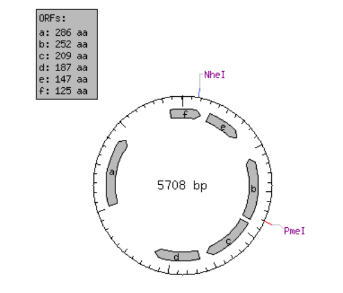 ORFs:
a: 286 aa
b: 252 aa
c: 209 aa
d: 187 aa
e: 147 aa
f: 125 aa
NheI
f
e
a
5708 bp
b
PmeI
c
d